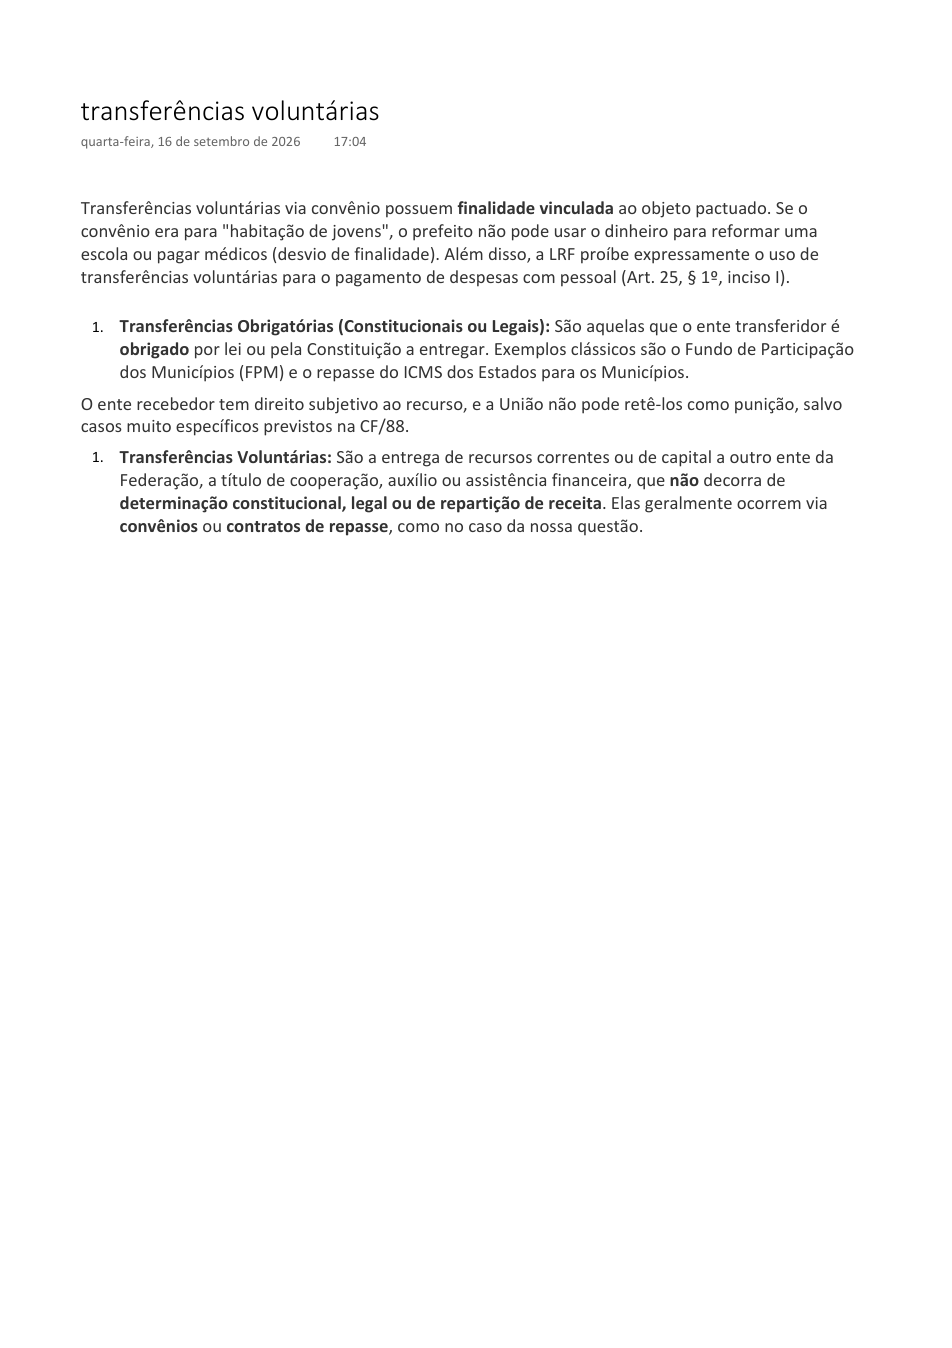 transferências voluntárias
quarta-feira, 16 de setembro de 2026 17:04
Transferências voluntárias via convênio possuem finalidade vinculada ao objeto pactuado. Se o
convênio era para "habitação de jovens", o prefeito não pode usar o dinheiro para reformar uma
escola ou pagar médicos (desvio de finalidade). Além disso, a LRF proíbe expressamente o uso de
transferências voluntárias para o pagamento de despesas com pessoal (Art. 25, § 1º, inciso I).
1. Transferências Obrigatórias (Constitucionais ou Legais): São aquelas que o ente transferidor é
obrigado por lei ou pela Constituição a entregar. Exemplos clássicos são o Fundo de Participação
dos Municípios (FPM) e o repasse do ICMS dos Estados para os Municípios.
O ente recebedor tem direito subjetivo ao recurso, e a União não pode retê-los como punição, salvo
casos muito específicos previstos na CF/88.
1. Transferências Voluntárias: São a entrega de recursos correntes ou de capital a outro ente da
Federação, a título de cooperação, auxílio ou assistência financeira, que não decorra de
determinação constitucional, legal ou de repartição de receita. Elas geralmente ocorrem via
convênios ou contratos de repasse, como no caso da nossa questão.